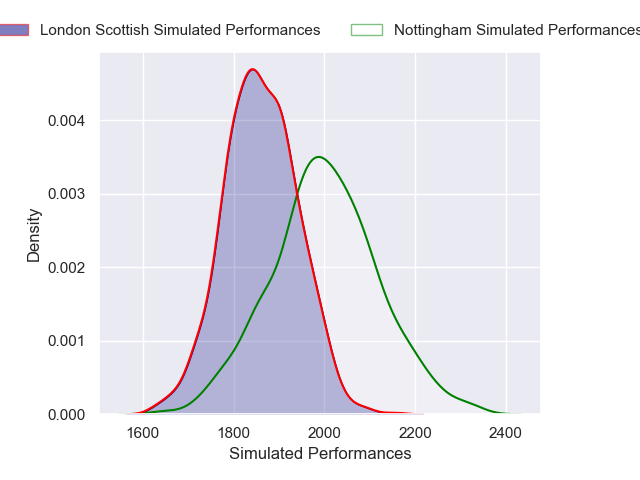 London Scottish Simulated Performances
Nottingham Simulated Performances
0.004
0.003
0.002
0.001
0.000
Density
1600 1800 2000 2200 2400
Simulated Performances